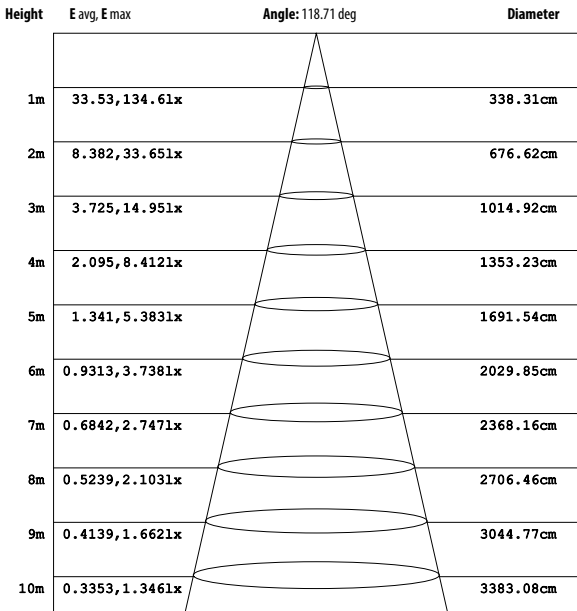 Height E avg, E max Angle: 118.71 deg Diameter
1m 33.53,134.6lx 338.31cm
2m 8.382,33.65lx 676.62cm
3m 3.725,14.95lx 1014.92cm
4m 2.095,8.412lx 1353.23cm
5m 1.341,5.383lx 1691.54cm
6m 0.9313,3.738lx 2029.85cm
7m 0.6842,2.747lx 2368.16cm
8m 0.5239,2.103lx 2706.46cm
9m 0.4139,1.662lx 3044.77cm
10m 0.3353,1.346lx 3383.08cm